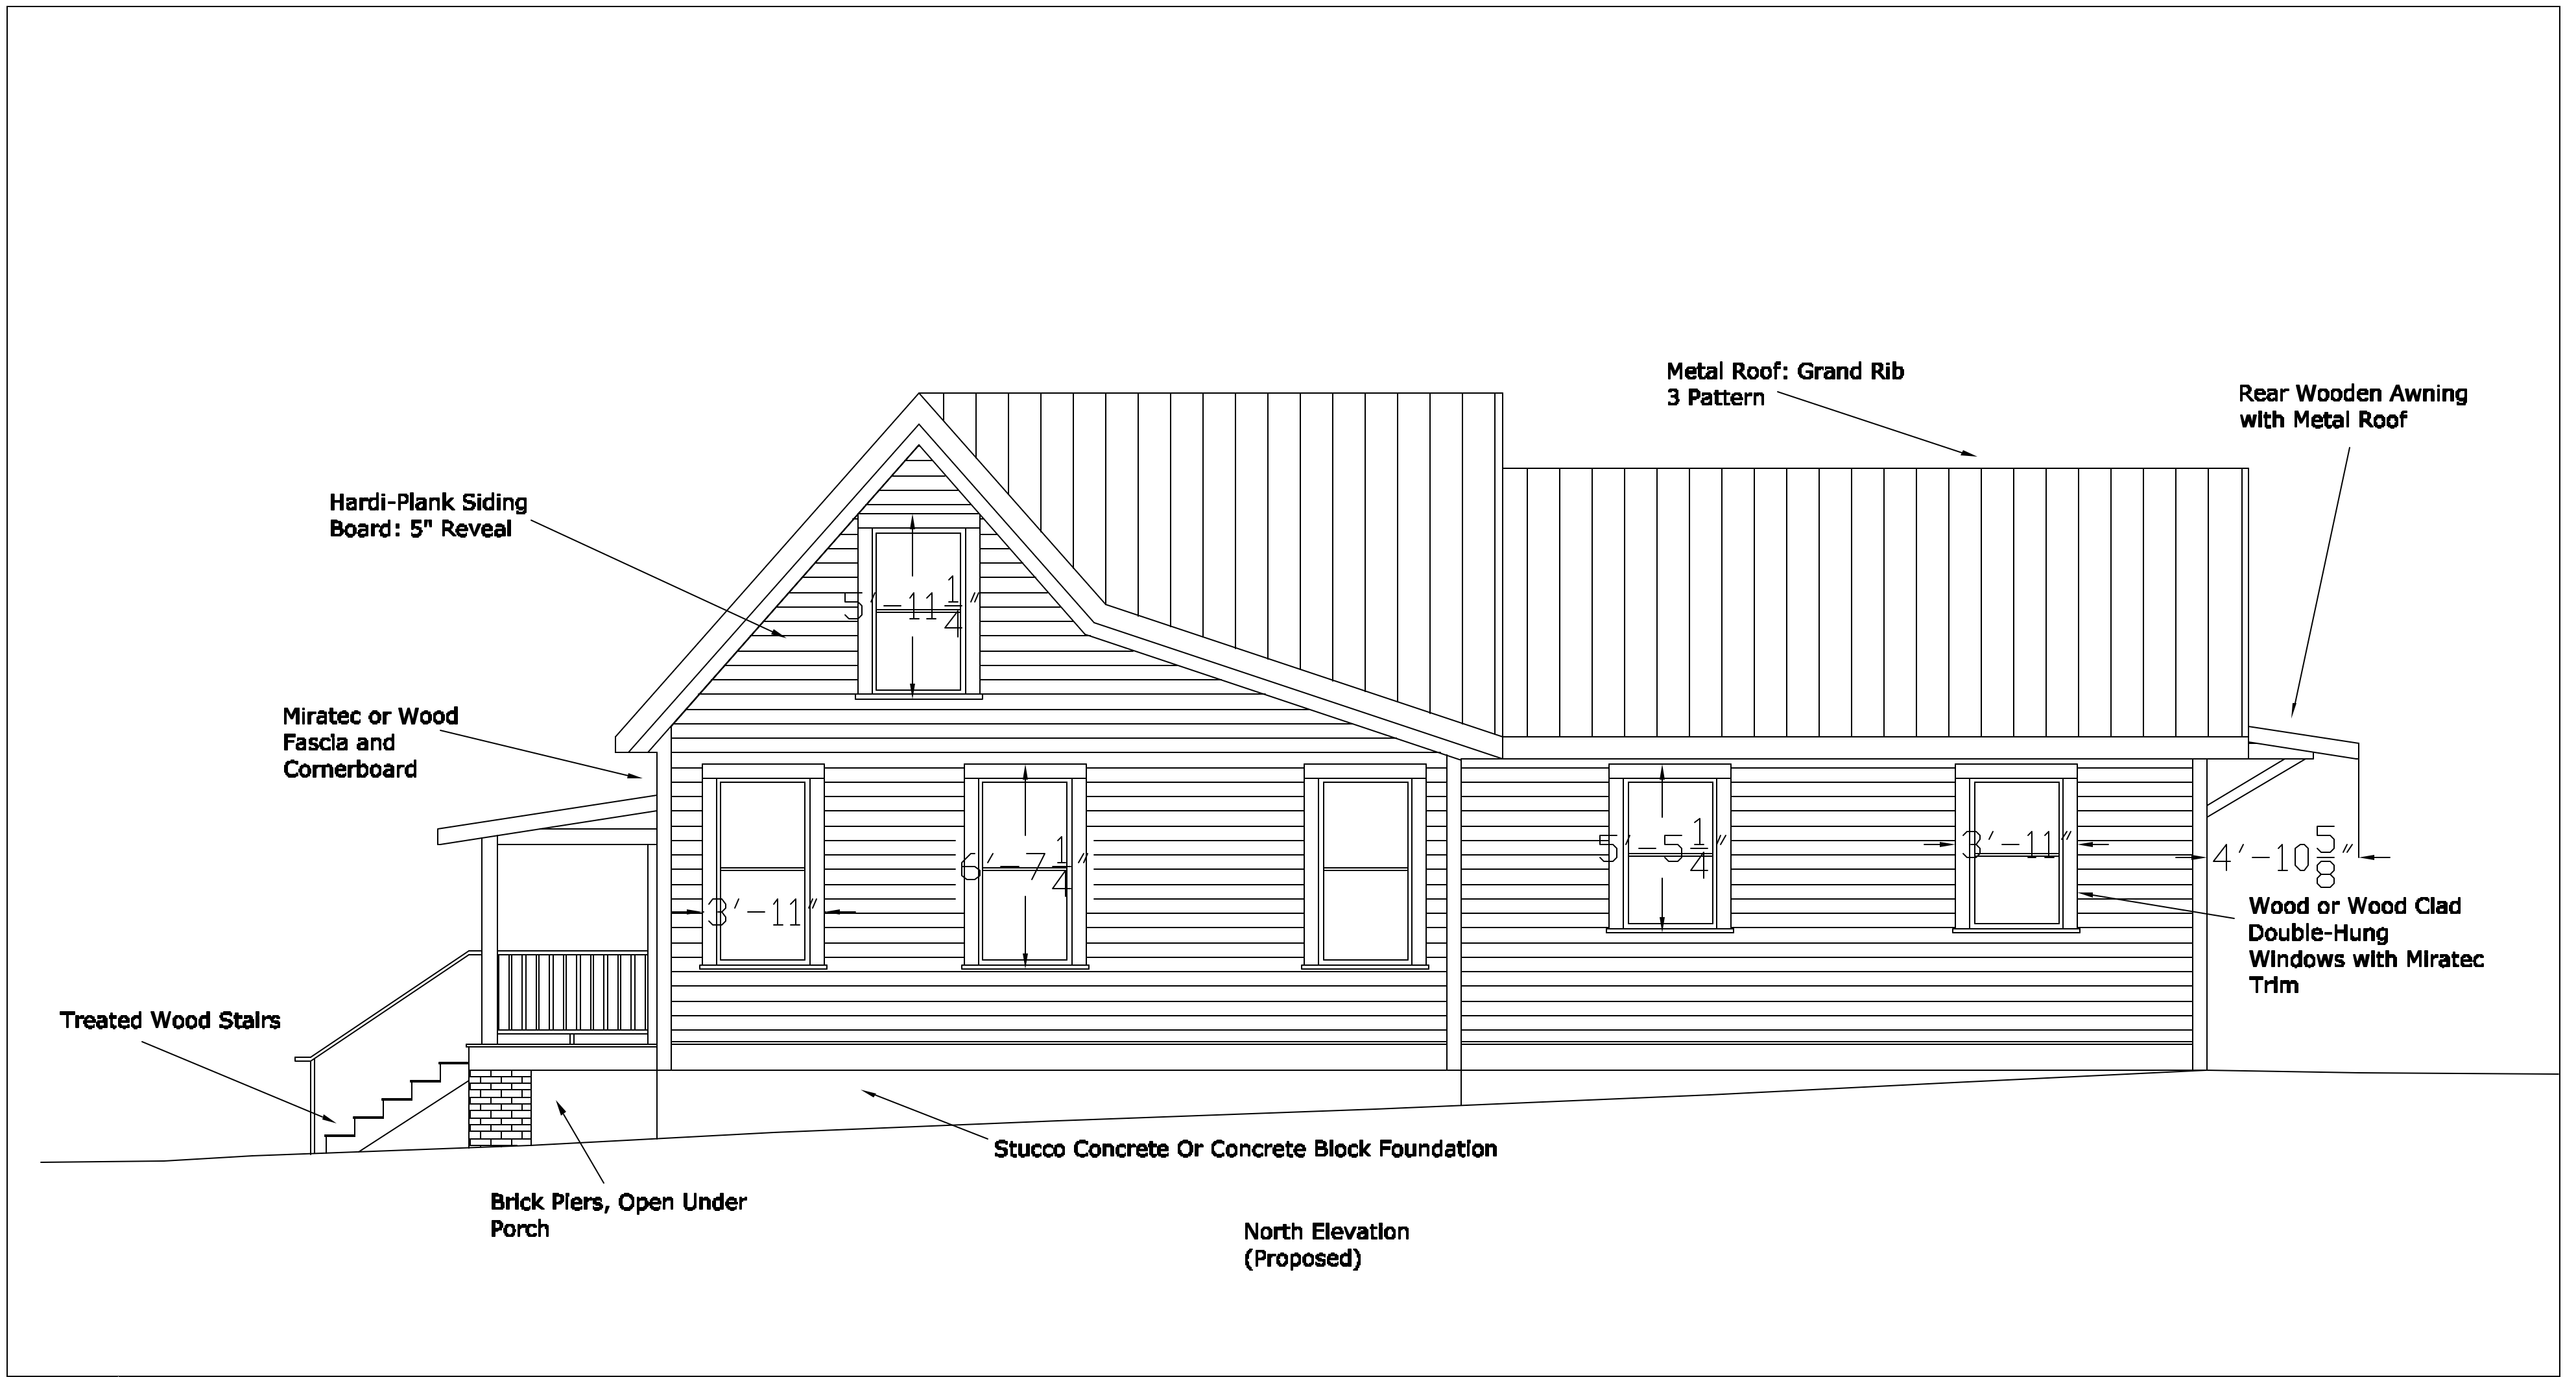 Metal Roof: Grand Rib
3 Pattern
Rear Wooden Awning
with Metal Roof
Hardi-Plank Siding
Board: 5" Reveal
5'-11 1/4"
Miratec or Wood
Fascia and
Cornerboard
6'-7 1/4"
5'-5 1/4"
3'-11"
4'-10 5/8"
3'-11"
Wood or Wood Clad
Double-Hung
Windows with Miratec
Trim
Treated Wood Stairs
Stucco Concrete Or Concrete Block Foundation
Brick Piers, Open Under
Porch
North Elevation
(Proposed)